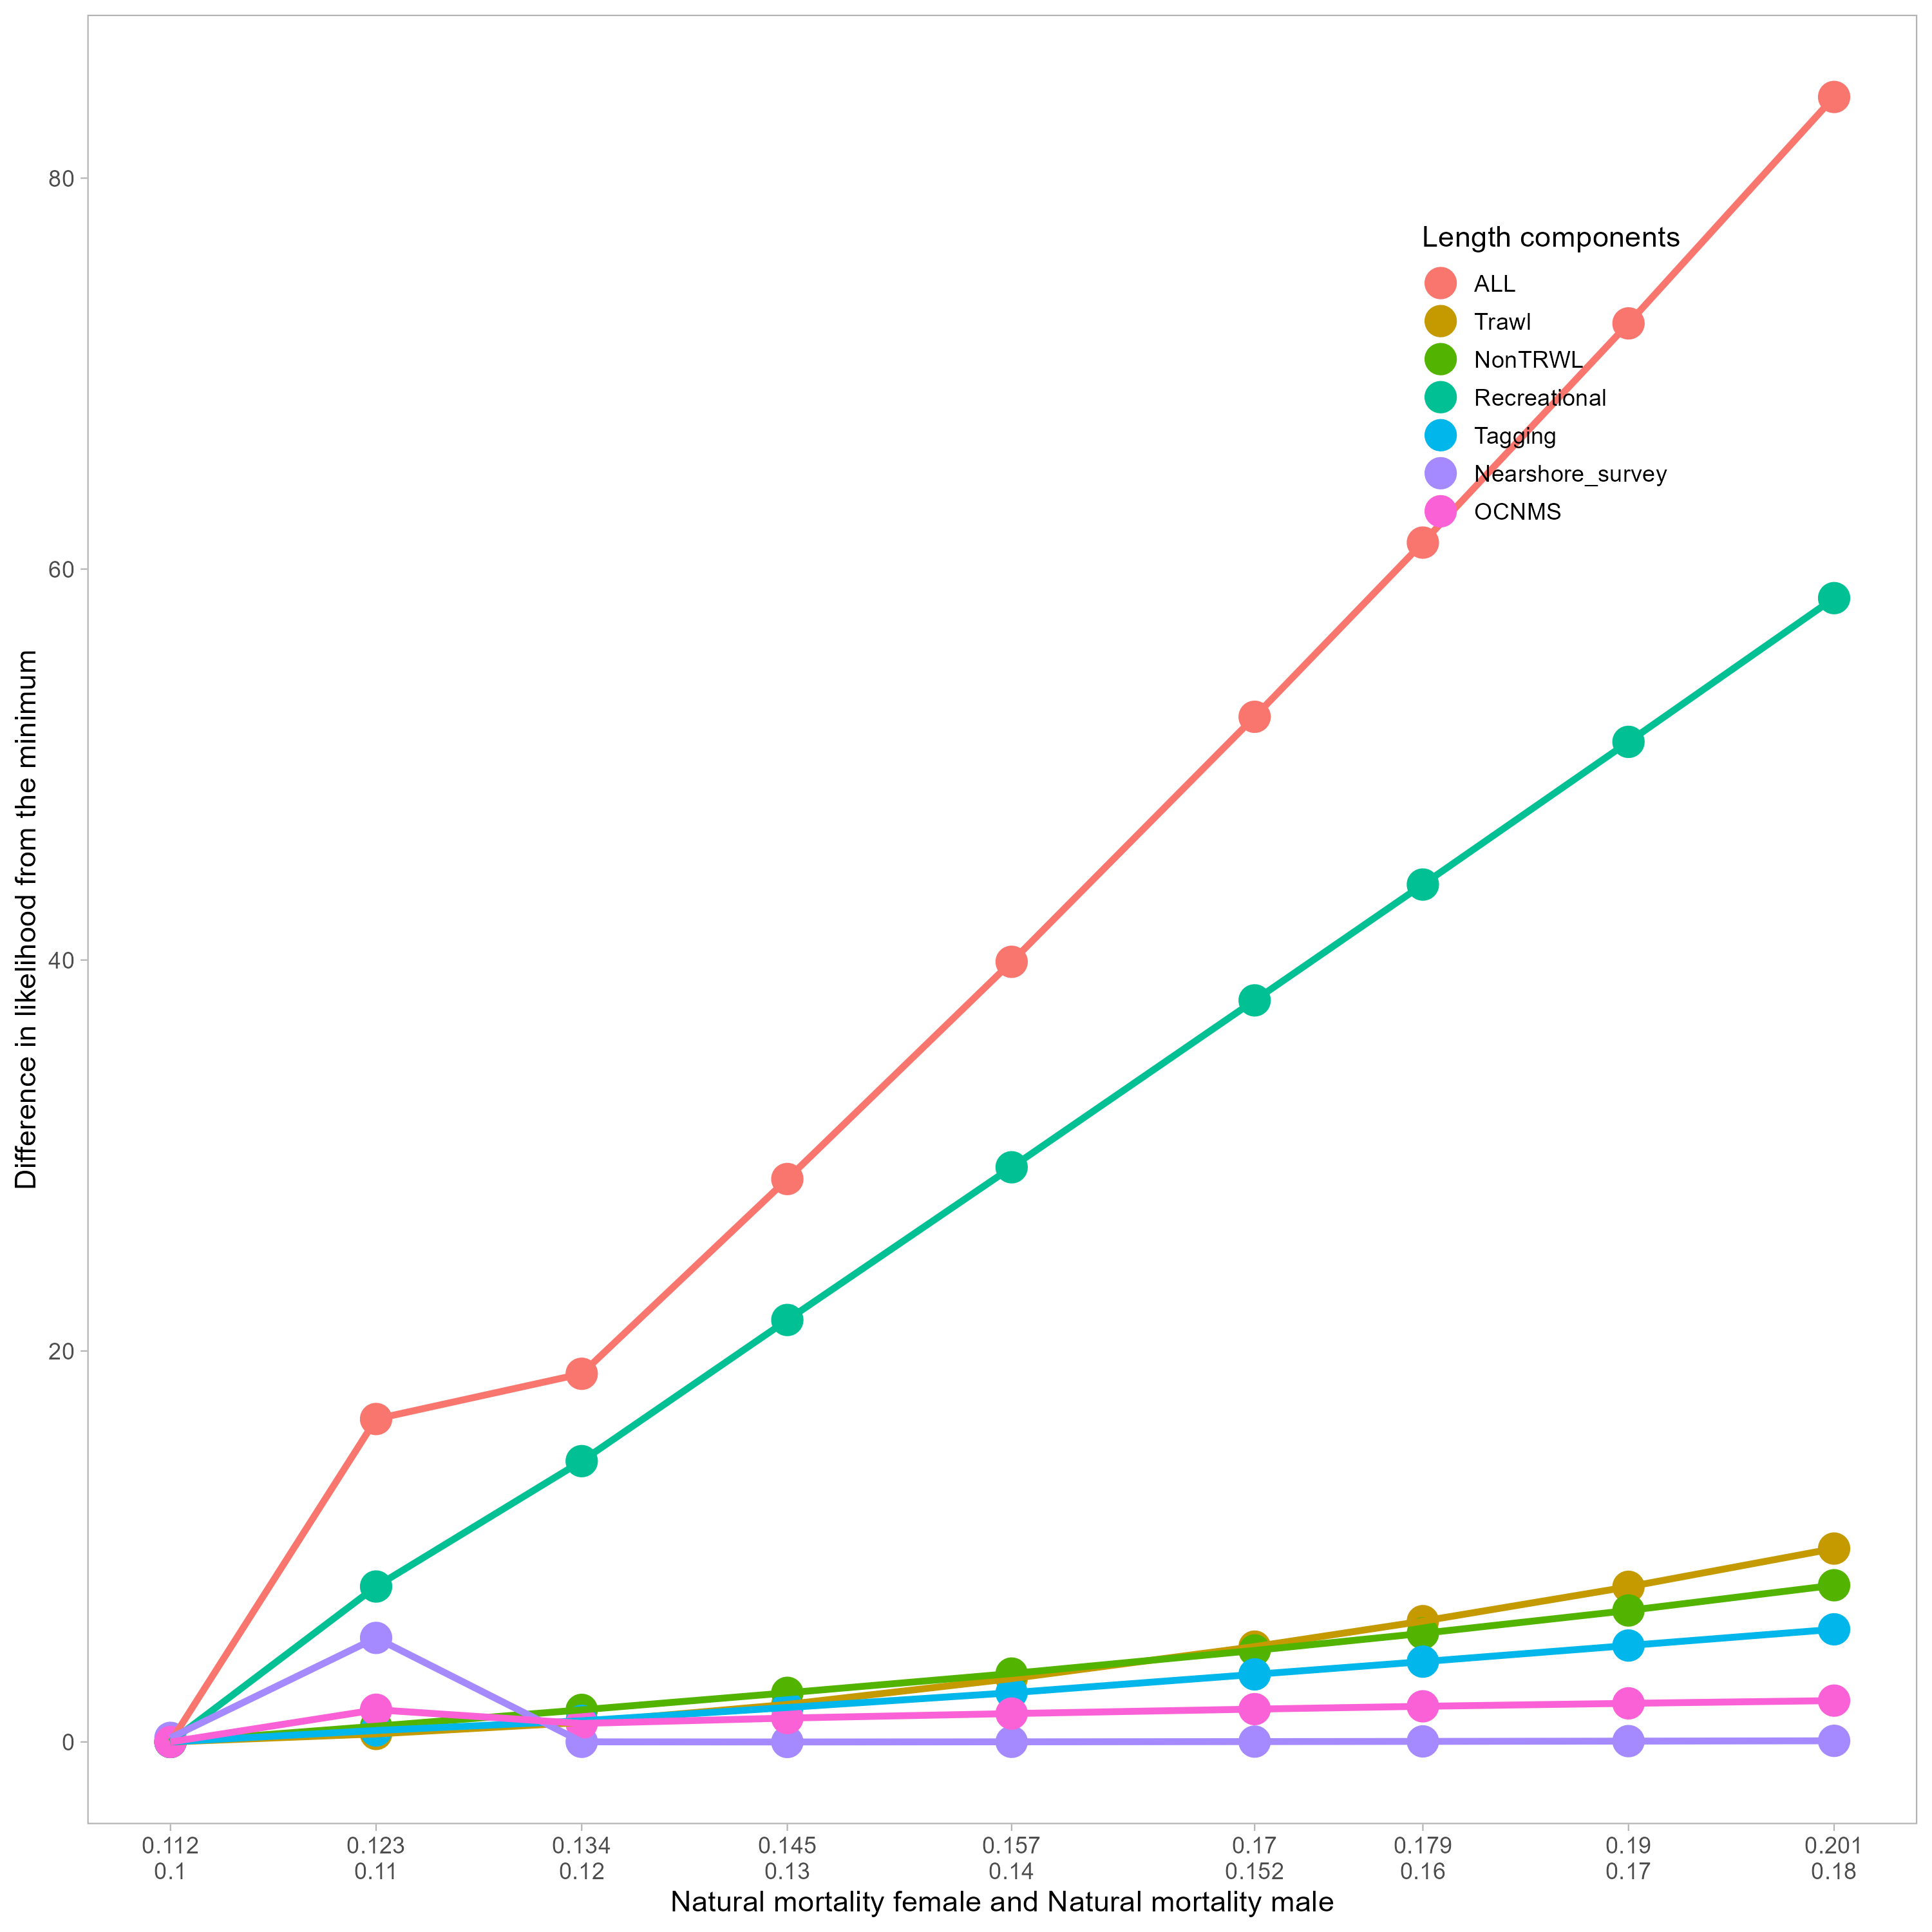 Difference in likelihood from the minimum
80
60
40
20
0
Length components
ALL
Trawl
NonTRWL
Recreational
Tagging
Nearshore_survey
OCNMS
0.112 0.123 0.134 0.145 0.157 0.17 0.179 0.19 0.201
0.1 0.11 0.12 0.13 0.14 0.152 0.16 0.17 0.18
Natural mortality female and Natural mortality male